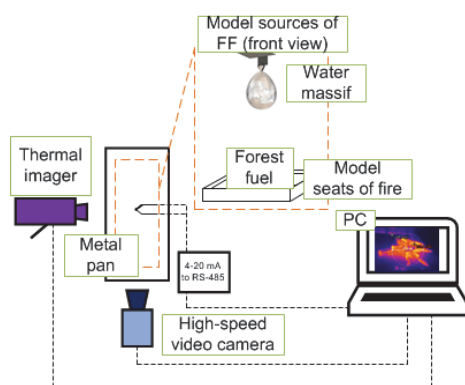 Model sources of
FF (front view)
Water
massif
Thermal
imager
Forest
fuel
Model
seats of fire
PC
Metal
pan
4-20 mA
to RS-485
High-speed
video camera